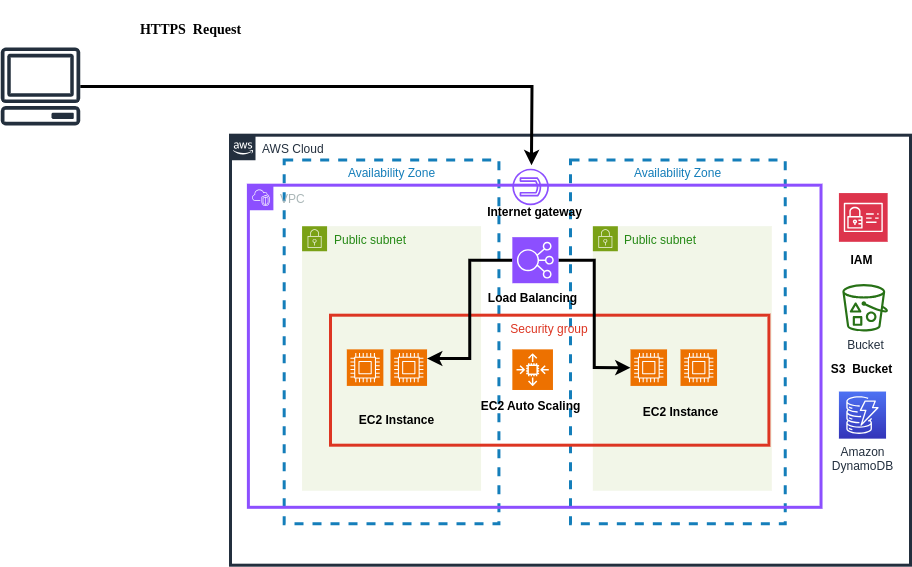 HTTPS  Request
aws
AWS Cloud
Availability Zone
Availability Zone
VPC
Internet gateway
Public subnet
Public subnet
IAM
Load Balancing
Security group
Bucket
S3  Bucket
EC2 Auto Scaling
EC2 Instance
EC2 Instance
Amazon
DynamoDB